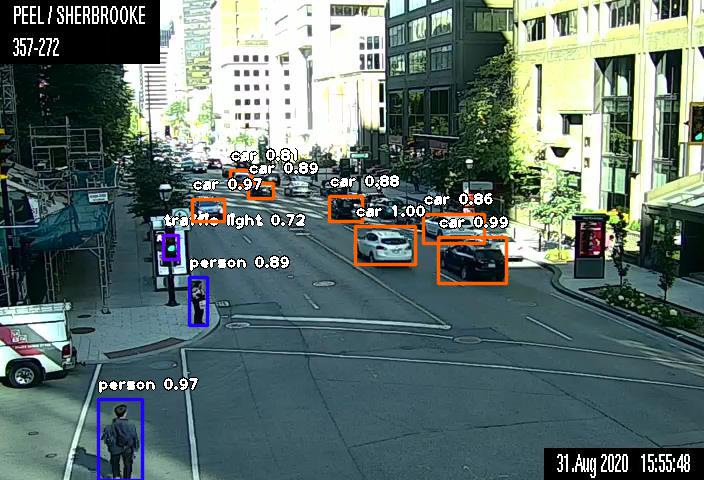 PEEL / SHERBROOKE
357-272
car 0.81
car 0.89
car 0.97
car 0.88
traffic light 0.72
car 1.00
car 0.86
car 0.99
person 0.89
person 0.97
31.Aug 2020 15:55:48